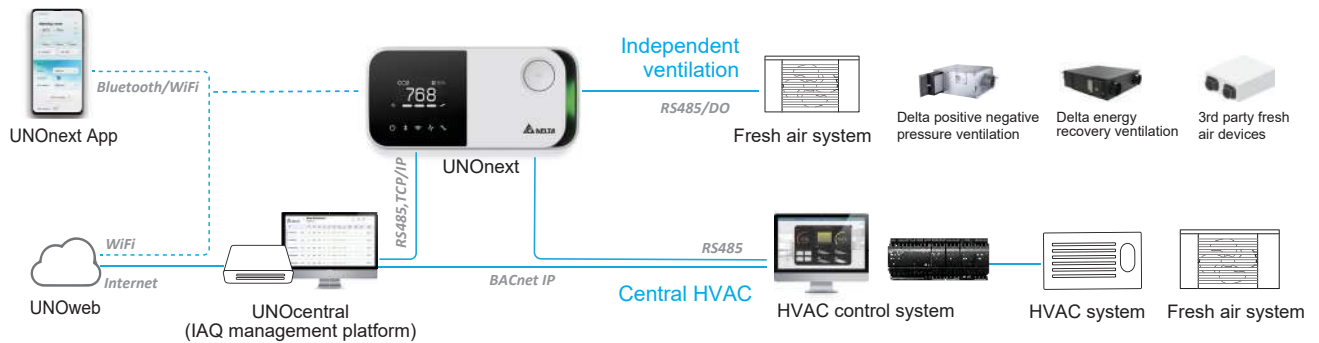 Independent
ventilation
Bluetooth/WiFi
CO2
768
RS485/DO
DELTA
UNOnext App
UNOnext
Fresh air system
Delta positive negative
pressure ventilation
Delta energy
recovery ventilation
3rd party fresh
air devices
RS485,TCP/IP
WiFi
Internet
RS485
BACnet IP
Central HVAC
UNOweb
UNOcentral
(IAQ management platform)
HVAC control system
HVAC system
Fresh air system